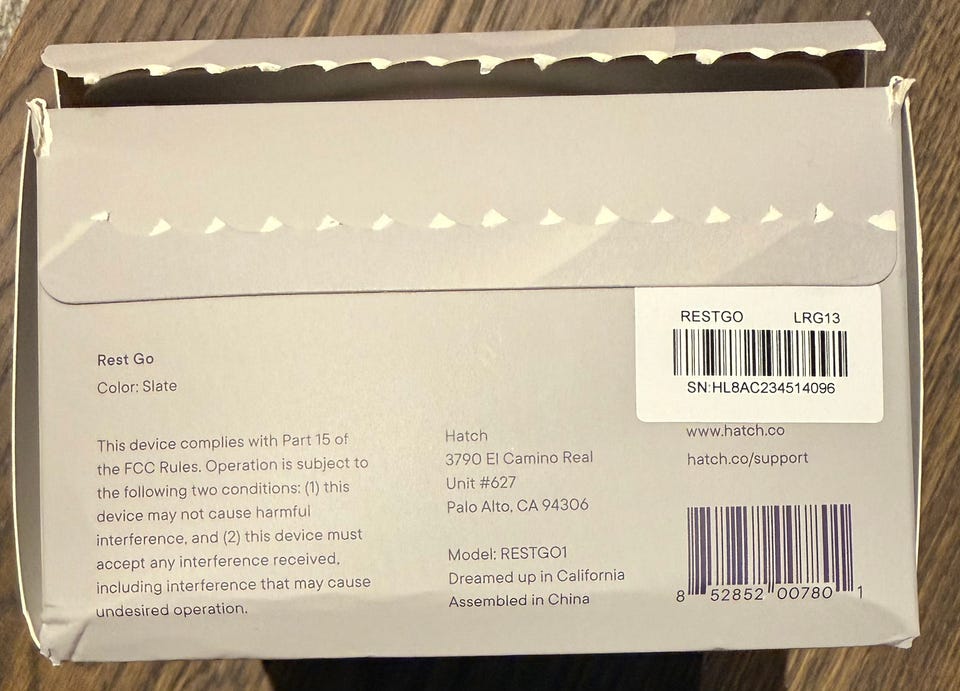 RESTGO LRG13
SN:HL8AC234514096
Rest Go
Color: Slate
This device complies with Part 15 of
the FCC Rules. Operation is subject to
the following two conditions: (1) this
device may not cause harmful
interference, and (2) this device must
accept any interference received,
including interference that may cause
undesired operation.
Hatch
3790 El Camino Real
Unit #627
Palo Alto, CA 94306
Model: RESTGO1
Dreamed up in California
Assembled in China
www.hatch.co
hatch.co/support
8 52852 00780 1